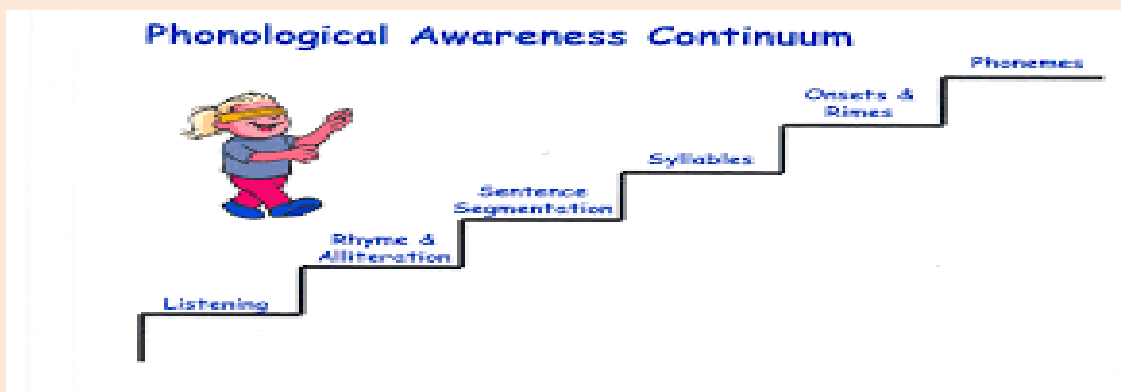 Phonological Awareness Continuum
Phonemes
Onsets &
Rimes
Syllables
Sentence
Segmentation
Rhyme &
Alliteration
Listening